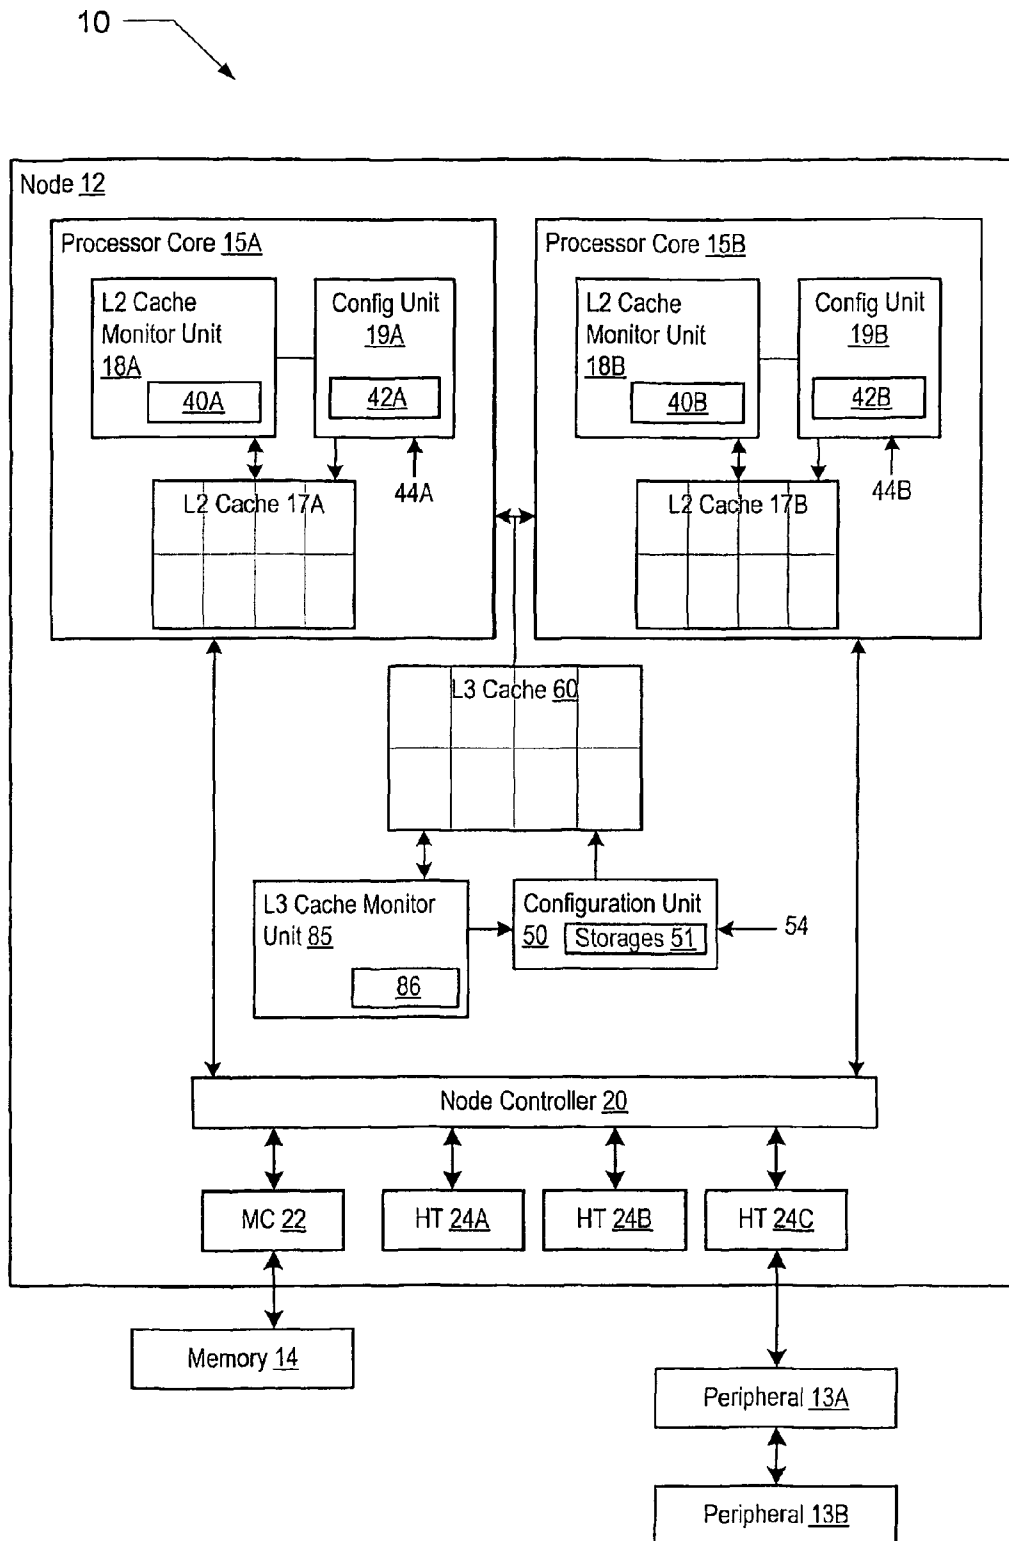 10
Node 12
Processor Core 15A
L2 Cache
Monitor Unit
18A
40A
Config Unit
19A
42A
44A
L2 Cache 17A
Processor Core 15B
L2 Cache
Monitor Unit
18B
40B
Config Unit
19B
42B
44B
L2 Cache 17B
L3 Cache 60
L3 Cache Monitor
Unit 85
86
Configuration Unit
50
Storages 51
54
Node Controller 20
MC 22
HT 24A
HT 24B
HT 24C
Memory 14
Peripheral 13A
Peripheral 13B